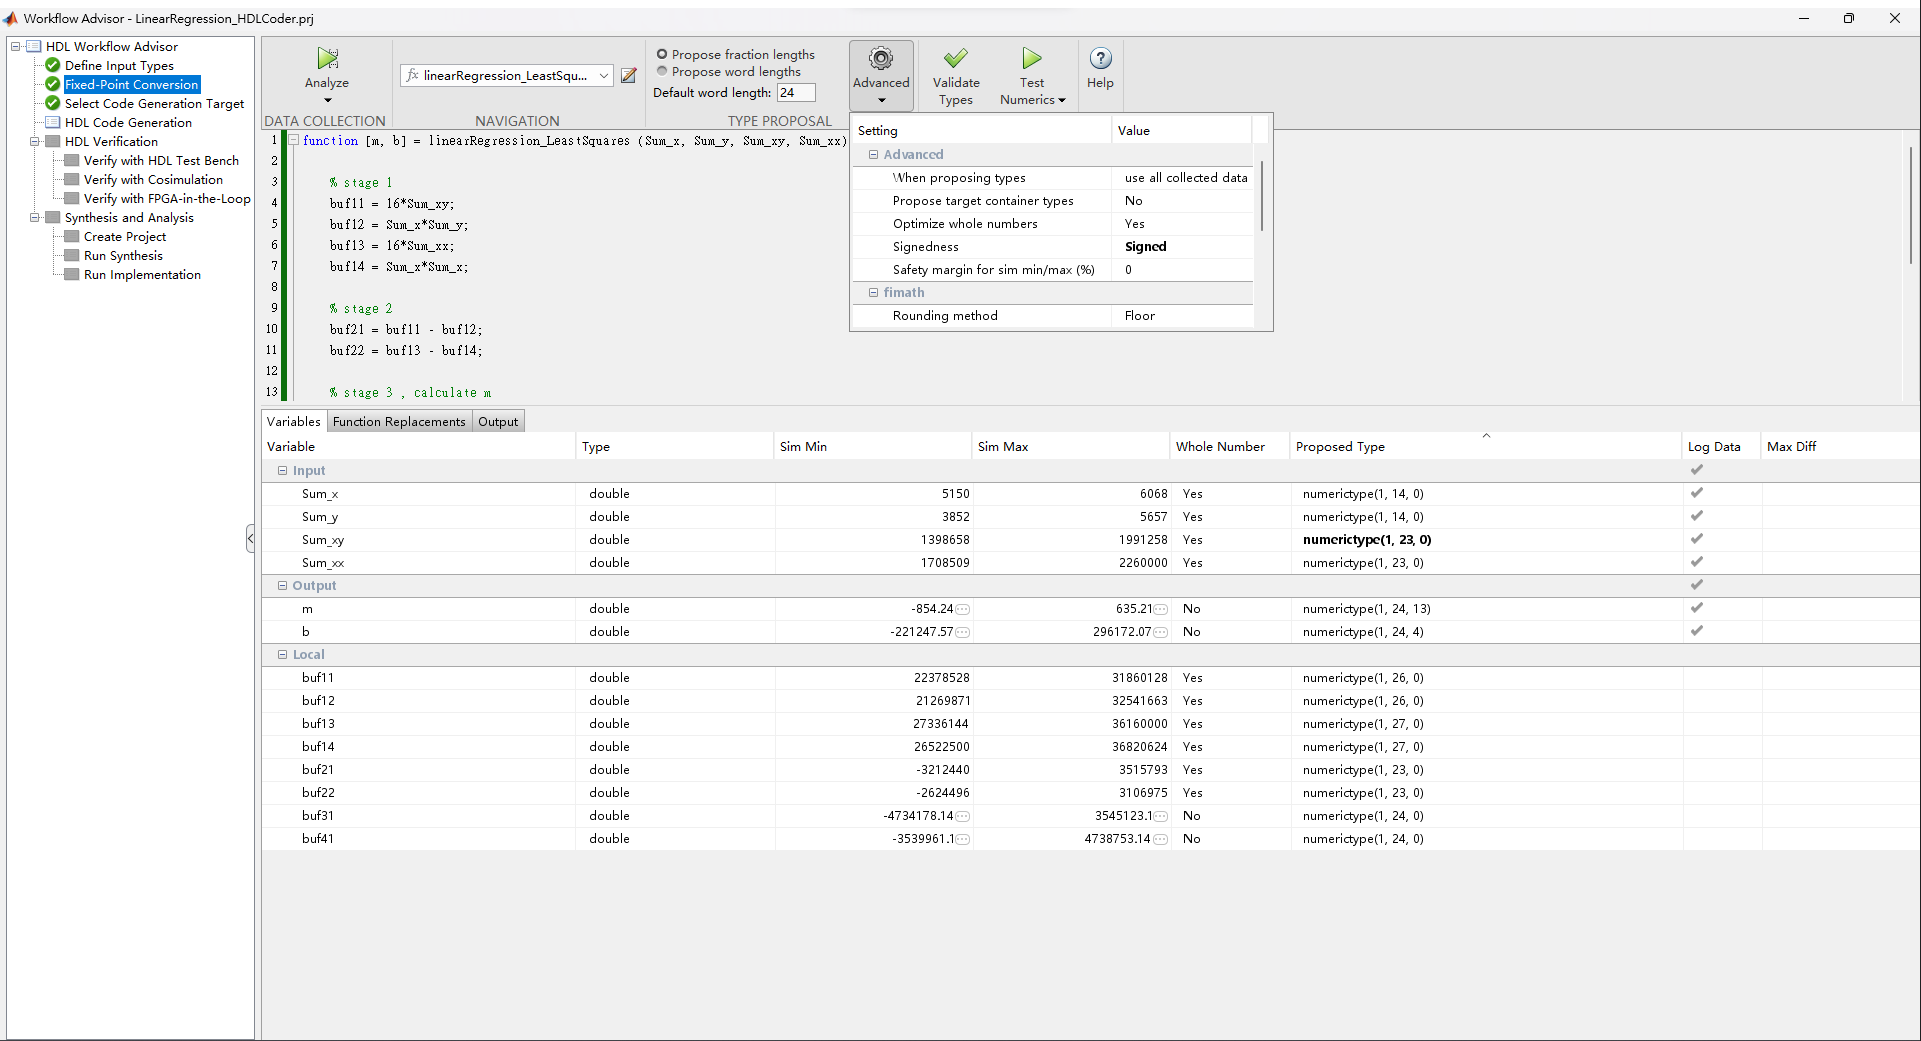 Workflow Advisor - LinearRegression_HDLCoder.prj
HDL Workflow Advisor
Define Input Types
Fixed-Point Conversion
Select Code Generation Target
HDL Code Generation
HDL Verification
Verify with HDL Test Bench
Verify with Cosimulation
Verify with FPGA-in-the-Loop
Synthesis and Analysis
Create Project
Run Synthesis
Run Implementation
Analyze
DATA COLLECTION
fx linearRegression_LeastSqu...
NAVIGATION
Propose fraction lengths
Propose word lengths
Default word length: 24
TYPE PROPOSAL
Advanced
Validate Types
Test Numerics
Help
1 function [m, b] = linearRegression_LeastSquares (Sum_x, Sum_y, Sum_xy, Sum_xx)
2
3 % stage 1
4 buf11 = 16*Sum_xy;
5 buf12 = Sum_x*Sum_y;
6 buf13 = 16*Sum_xx;
7 buf14 = Sum_x*Sum_x;
8
9 % stage 2
10 buf21 = buf11 - buf12;
11 buf22 = buf13 - buf14;
12
13 % stage 3 , calculate m
Setting Value
Advanced
When proposing types use all collected data
Propose target container types No
Optimize whole numbers Yes
Signedness Signed
Safety margin for sim min/max (%) 0
fimath
Rounding method Floor
Variables Function Replacements Output
Variable Type Sim Min Sim Max Whole Number Proposed Type Log Data Max Diff
Input
Sum_x double 5150 6068 Yes numerictype(1, 14, 0)
Sum_y double 3852 5657 Yes numerictype(1, 14, 0)
Sum_xy double 1398658 1991258 Yes numerictype(1, 23, 0)
Sum_xx double 1708509 2260000 Yes numerictype(1, 23, 0)
Output
m double -854.24 635.21 No numerictype(1, 24, 13)
b double -221247.57 296172.07 No numerictype(1, 24, 4)
Local
buf11 double 22378528 31860128 Yes numerictype(1, 26, 0)
buf12 double 21269871 32541663 Yes numerictype(1, 26, 0)
buf13 double 27336144 36160000 Yes numerictype(1, 27, 0)
buf14 double 26522500 36820624 Yes numerictype(1, 27, 0)
buf21 double -3212440 3515793 Yes numerictype(1, 23, 0)
buf22 double -2624496 3106975 Yes numerictype(1, 23, 0)
buf31 double -4734178.14 3545123.1 No numerictype(1, 24, 0)
buf41 double -3539961.1 4738753.14 No numerictype(1, 24, 0)